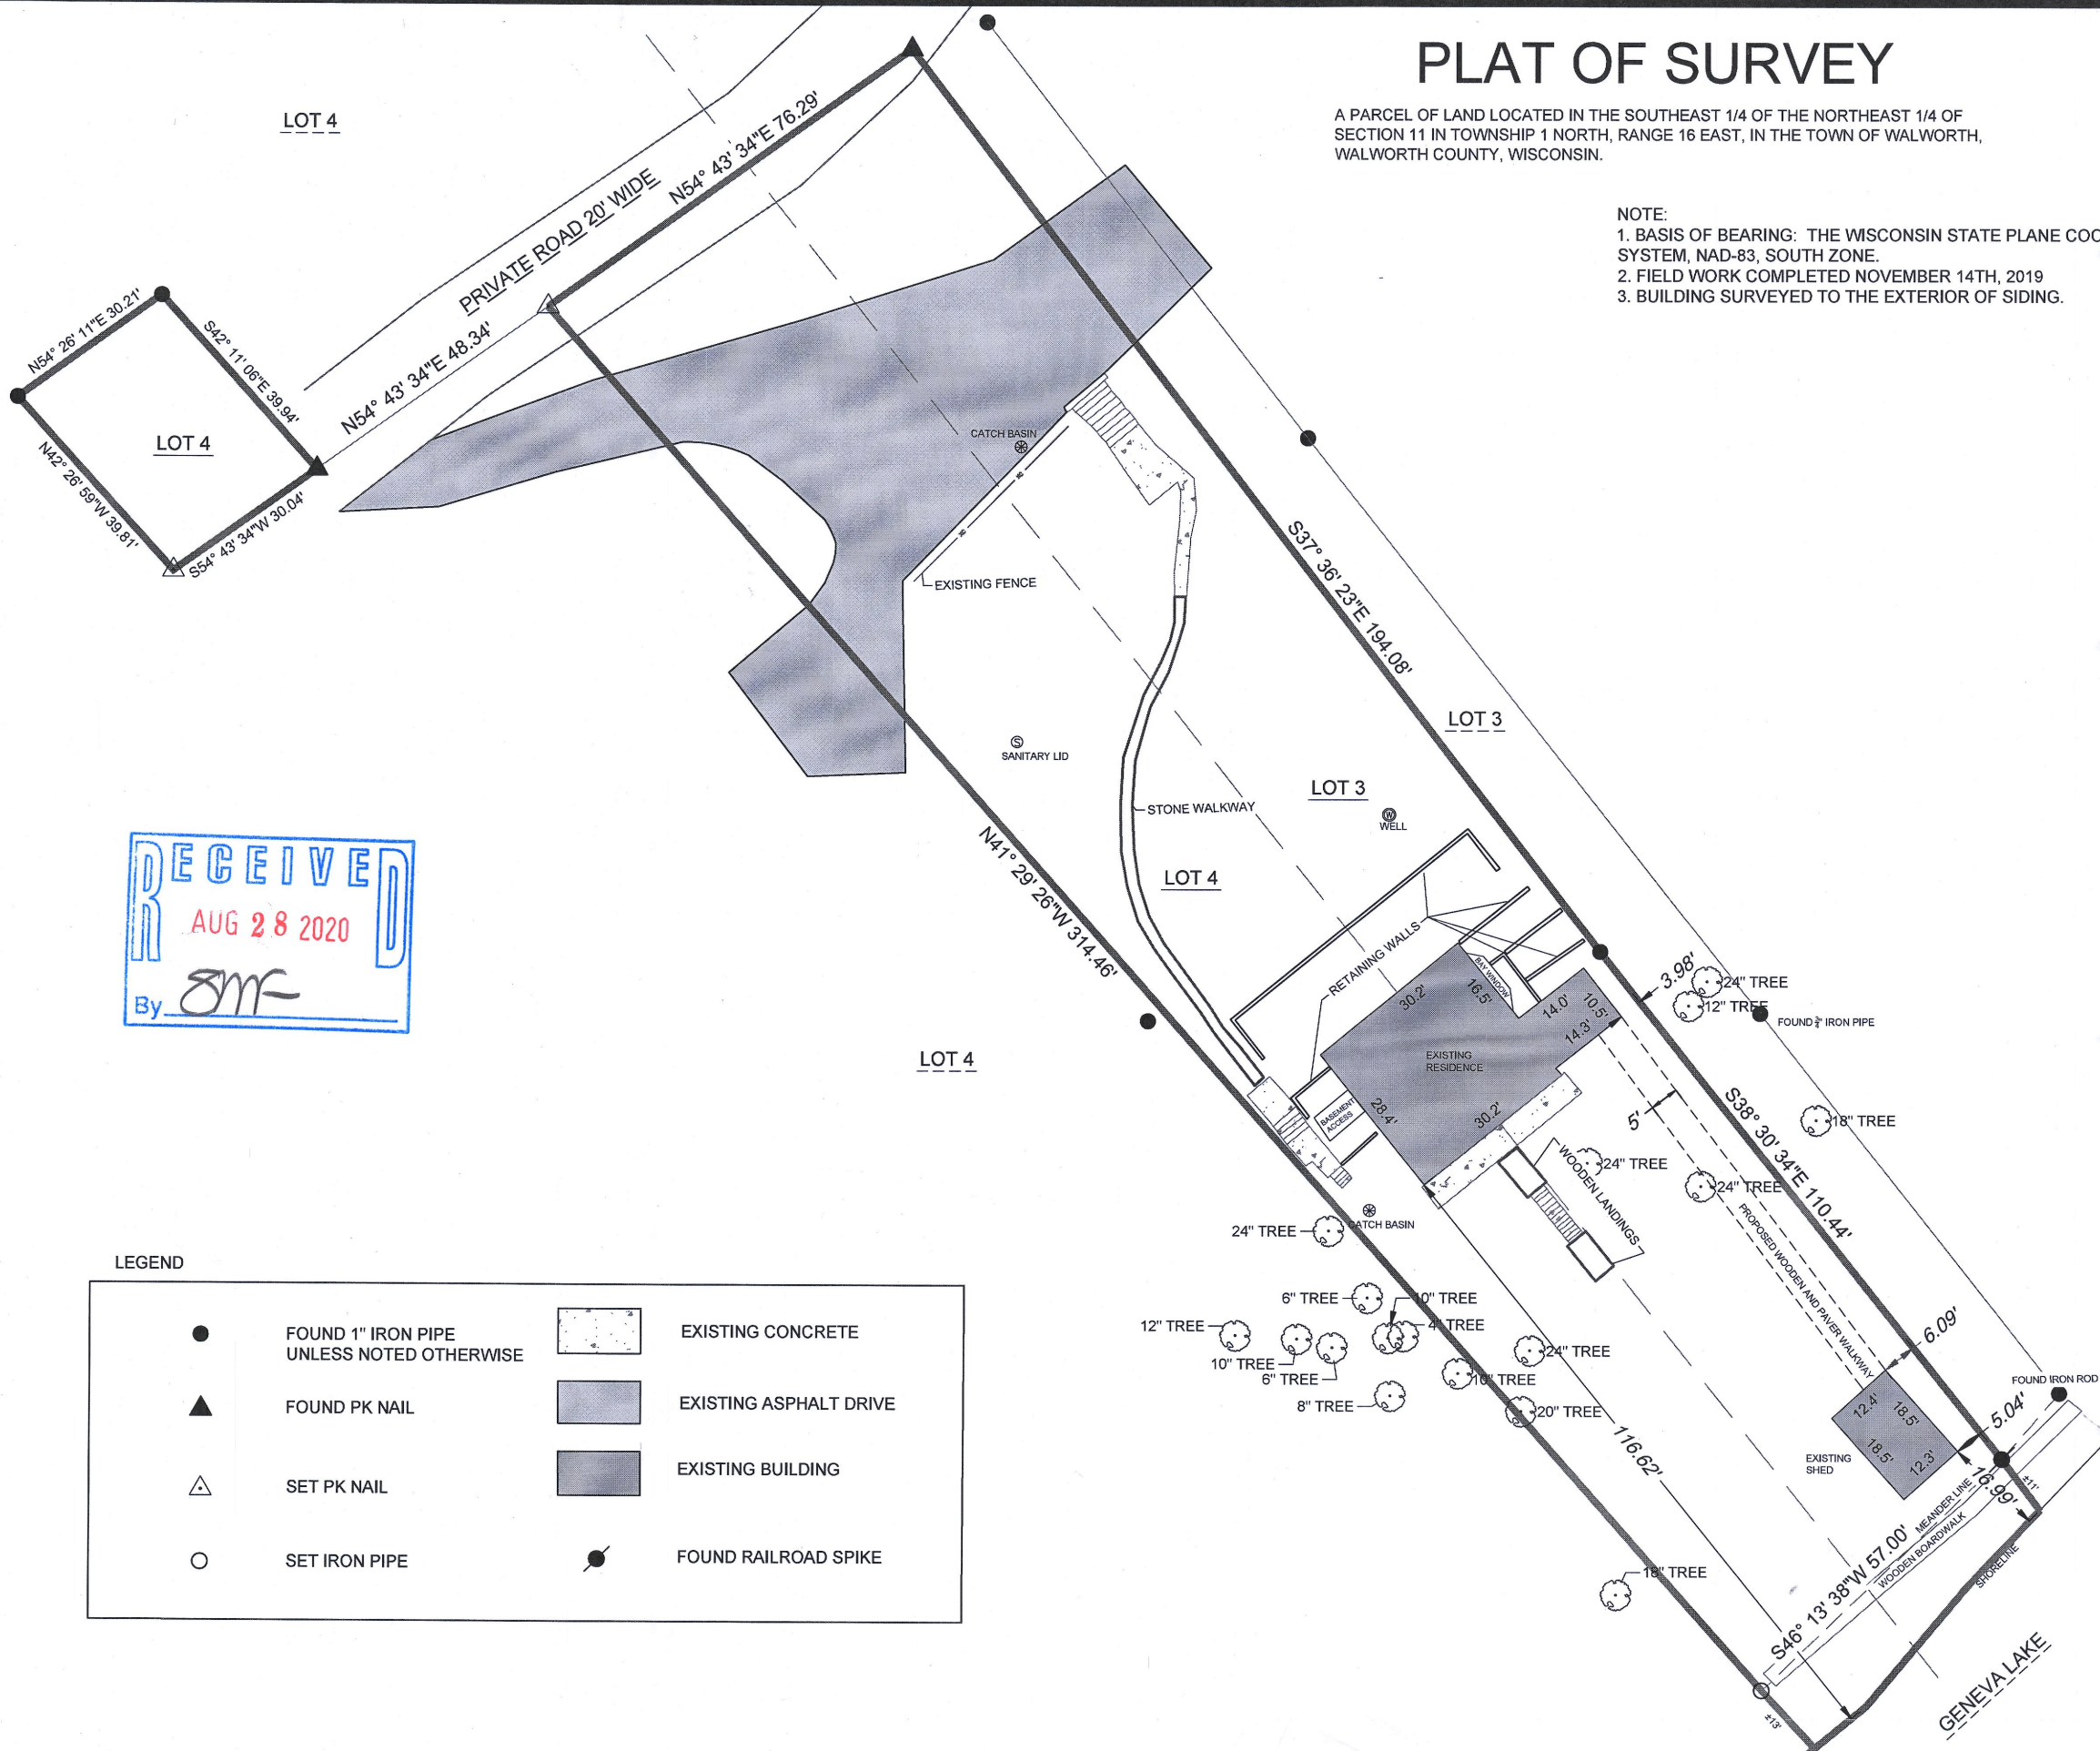 PLAT OF SURVEY
A PARCEL OF LAND LOCATED IN THE SOUTHEAST 1/4 OF THE NORTHEAST 1/4 OF
SECTION 11 IN TOWNSHIP 1 NORTH, RANGE 16 EAST, IN THE TOWN OF WALWORTH,
WALWORTH COUNTY, WISCONSIN.
NOTE:
1. BASIS OF BEARING: THE WISCONSIN STATE PLANE COO
SYSTEM, NAD-83, SOUTH ZONE.
2. FIELD WORK COMPLETED NOVEMBER 14TH, 2019
3. BUILDING SURVEYED TO THE EXTERIOR OF SIDING.
LOT 4
N54° 43' 34"E 76.29'
PRIVATE ROAD 20' WIDE
N54° 43' 34"E 48.34'
N54° 26' 11"E 30.21'
S42° 11' 06"E 39.94'
LOT 4
N42° 26' 59"W 39.81'
S54° 43' 34"W 30.04'
CATCH BASIN
EXISTING FENCE
S37° 36' 23"E 194.08'
LOT 3
S
SANITARY LID
STONE WALKWAY
LOT 3
W
WELL
LOT 4
N41° 29' 26"W 314.46'
RETAINING WALLS
LOT 4
BAY WINDOW
30.2'
16.5'
14.0'
10.5'
14.3'
EXISTING
RESIDENCE
28.4'
30.2'
BASEMENT
ACCESS
3.98'
24" TREE
12" TREE
FOUND ¾" IRON PIPE
18" TREE
5'
S38° 30' 34"E 110.44'
24" TREE
24" TREE
WOODEN LANDINGS
PROPOSED WOODEN AND PAVER WALKWAY
CATCH BASIN
24" TREE
6" TREE
10" TREE
4" TREE
12" TREE
10" TREE
6" TREE
8" TREE
24" TREE
10" TREE
20" TREE
116.62'
6.09'
12.4'
18.5'
18.5'
12.3'
EXISTING
SHED
FOUND IRON ROD
5.04'
16.99'
±11'
MEANDER LINE
WOODEN BOARDWALK
SHORELINE
S46° 13' 38"W 57.00'
18" TREE
±13'
GENEVA LAKE
RECEIVED
AUG 28 2020
By
LEGEND
FOUND 1" IRON PIPE
UNLESS NOTED OTHERWISE
FOUND PK NAIL
SET PK NAIL
SET IRON PIPE
EXISTING CONCRETE
EXISTING ASPHALT DRIVE
EXISTING BUILDING
FOUND RAILROAD SPIKE